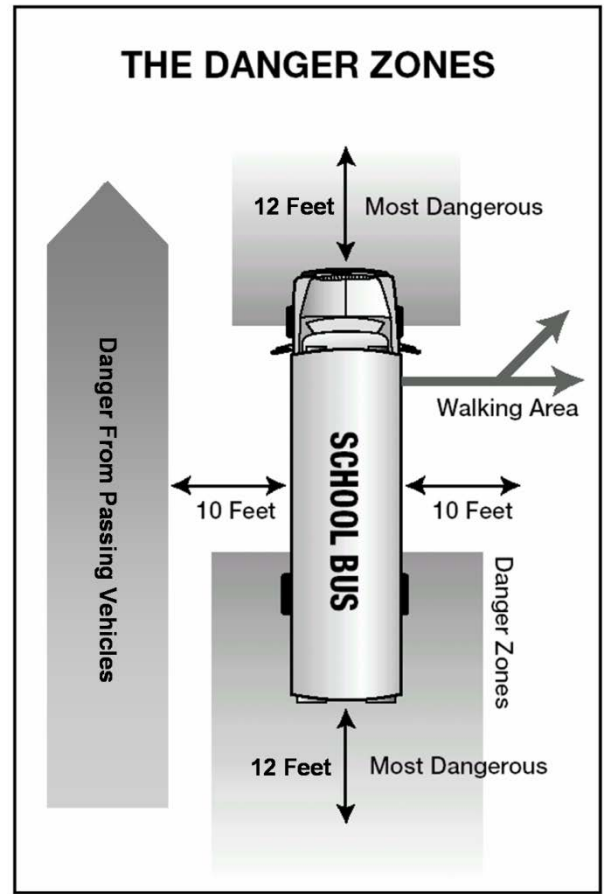 THE DANGER ZONES
12 Feet
Most Dangerous
Danger From Passing Vehicles
Walking Area
SCHOOL BUS
10 Feet
10 Feet
Danger Zones
12 Feet
Most Dangerous